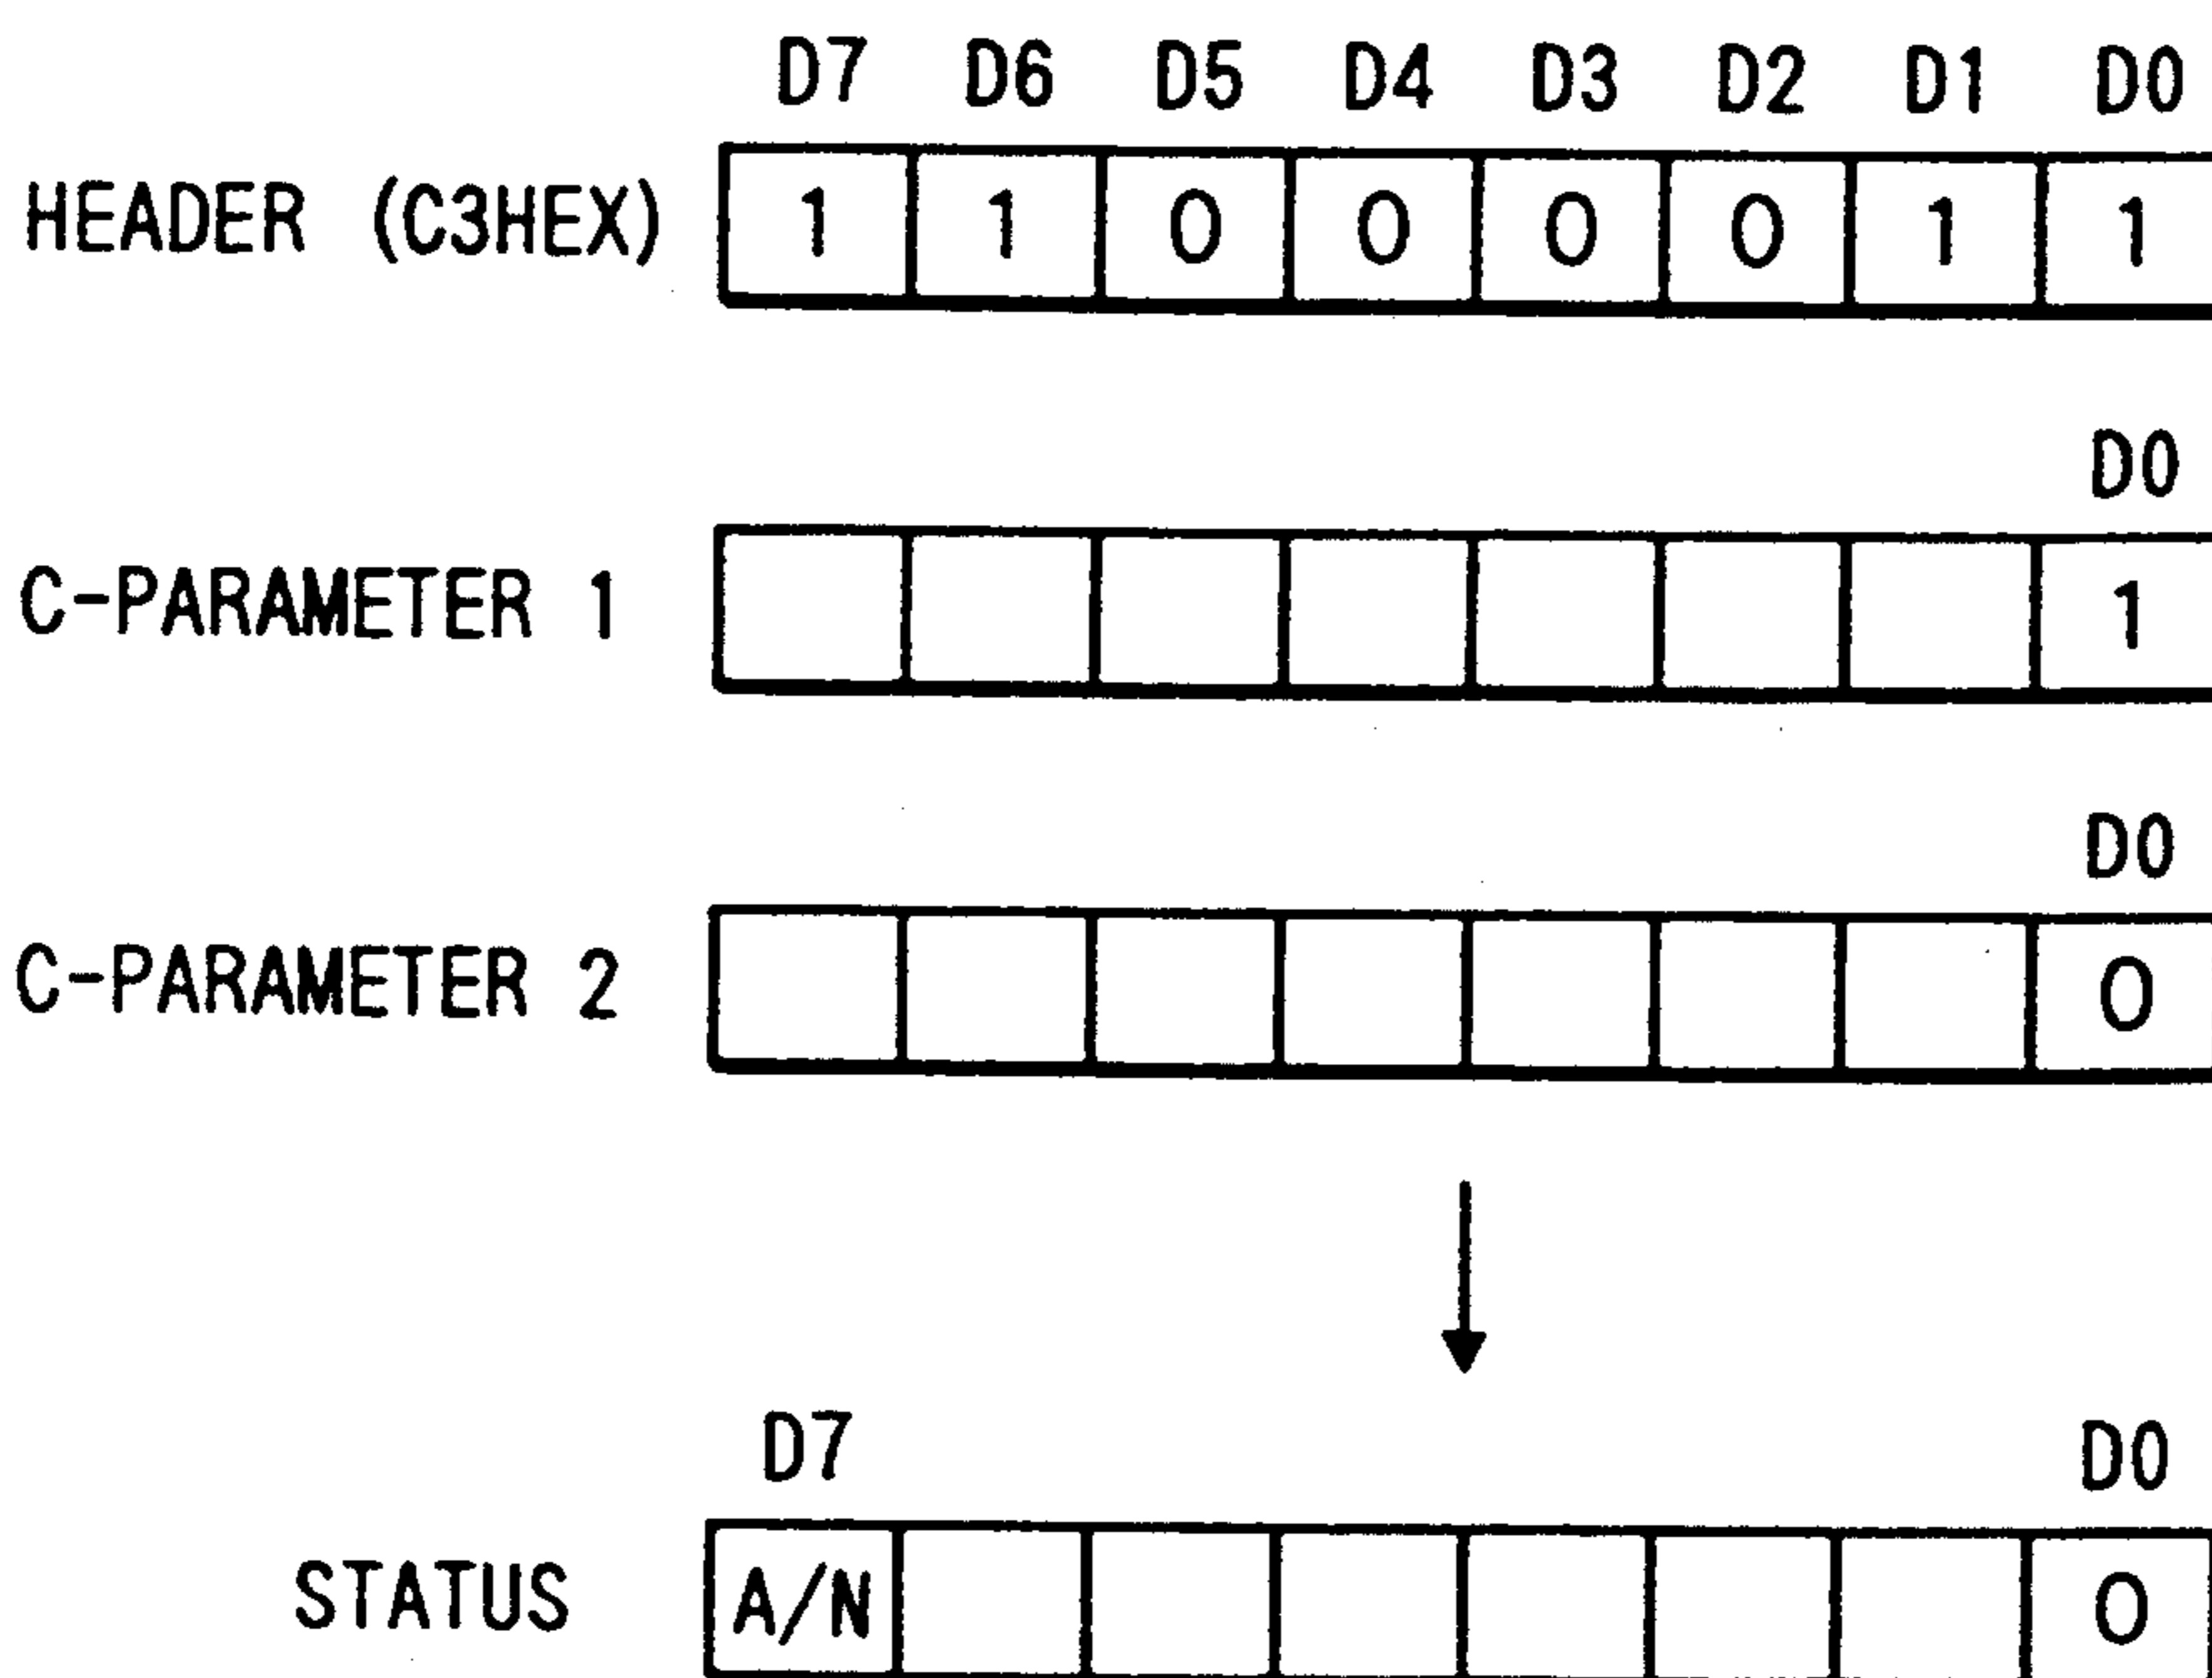 D7 D6 D5 D4 D3 D2 D1 D0
HEADER (C3HEX) 1 1 0 0 0 0 1 1
D0
C-PARAMETER 1 1
D0
C-PARAMETER 2 0
D7 D0
STATUS A/N 0